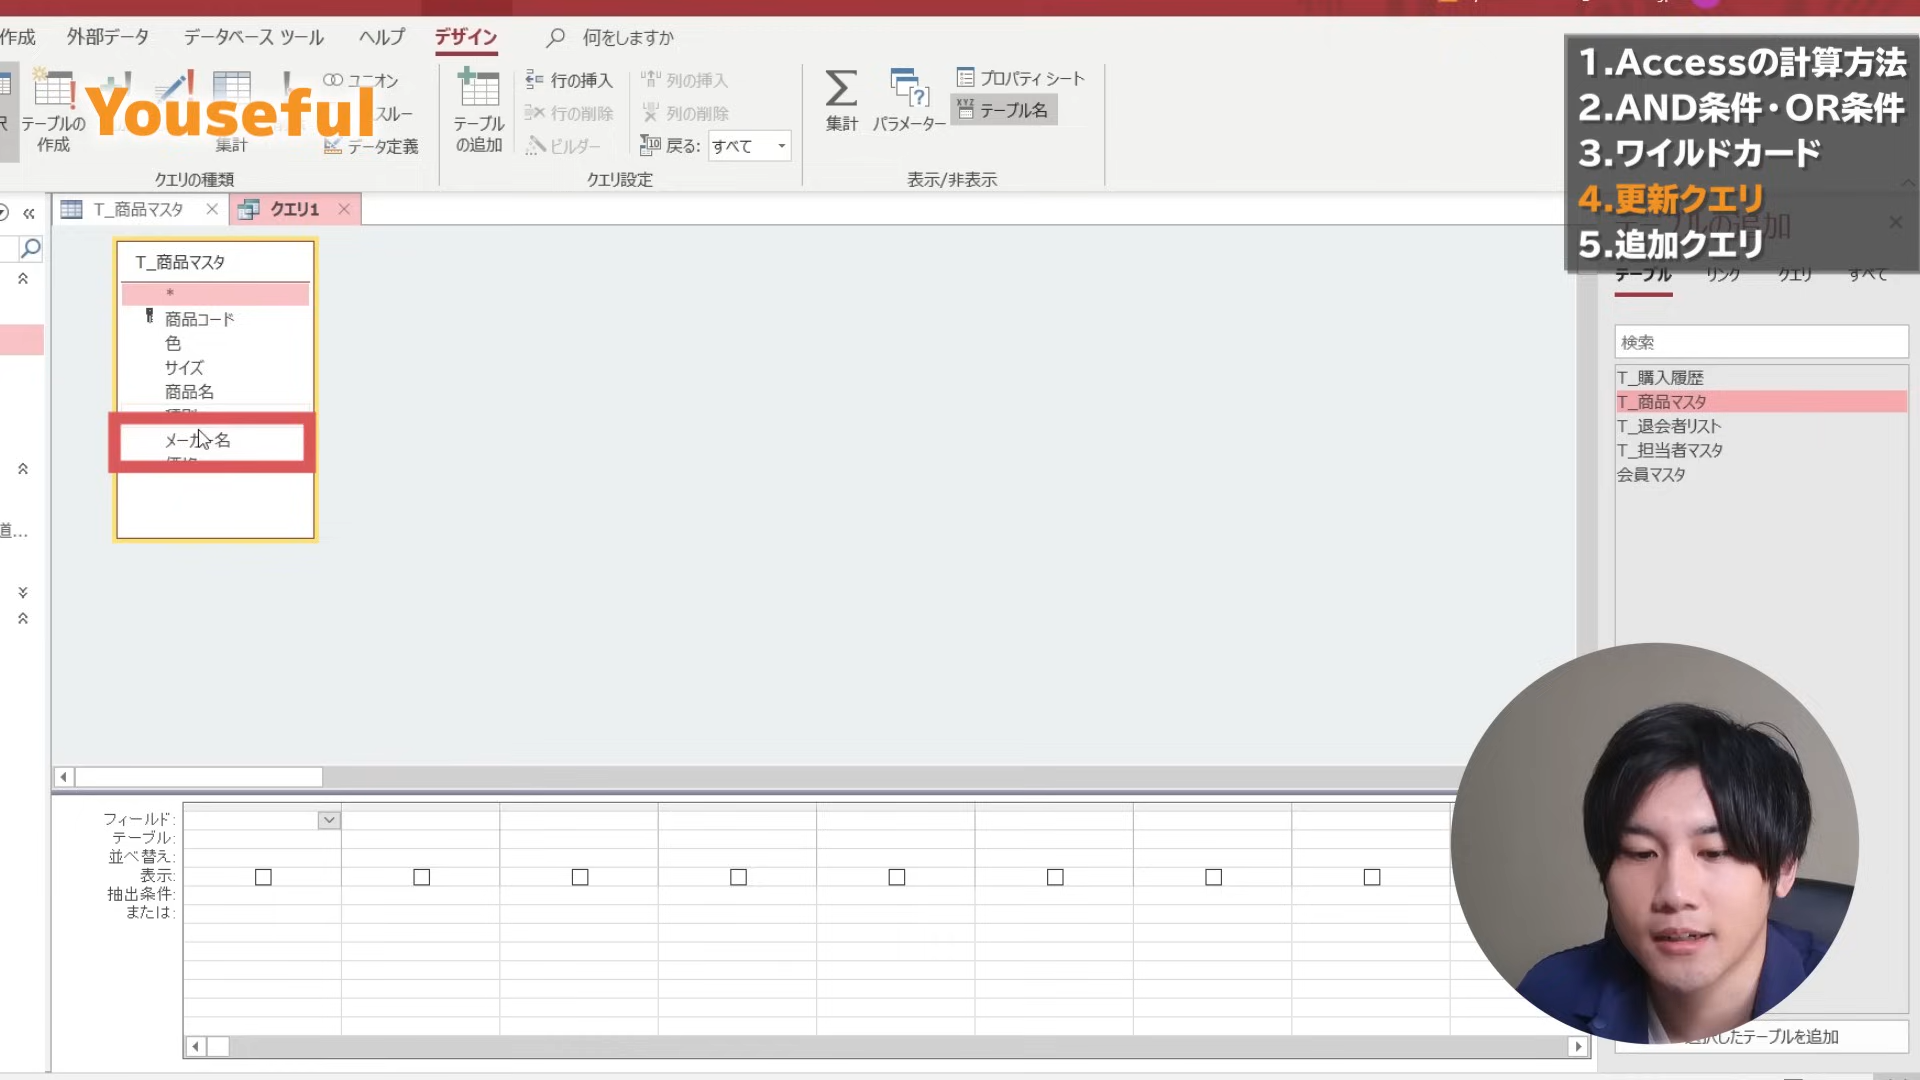 作成 外部データ データベース ツール ヘルプ デザイン 何をしますか
テーブルの
作成
Youseful
集計
ユニオン
スルー
データ定義
クエリの種類
テーブル
の追加
行の挿入
行の削除
ビルダー
列の挿入
列の削除
戻る: すべて
クエリ設定
集計
パラメーター
プロパティ シート
テーブル名
表示/非表示
1.Accessの計算方法
2.AND条件・OR条件
3.ワイルドカード
4.更新クエリ
5.追加クエリ
T_商品マスタ
クエリ1
T_商品マスタ
*
商品コード
色
サイズ
商品名
メーカー名
道...
テーブル リンク クエリ すべて
検索
T_購入履歴
T_商品マスタ
T_退会者リスト
T_担当者マスタ
会員マスタ
フィールド:
テーブル:
並べ替え:
表示:
抽出条件:
または:
したテーブルを追加